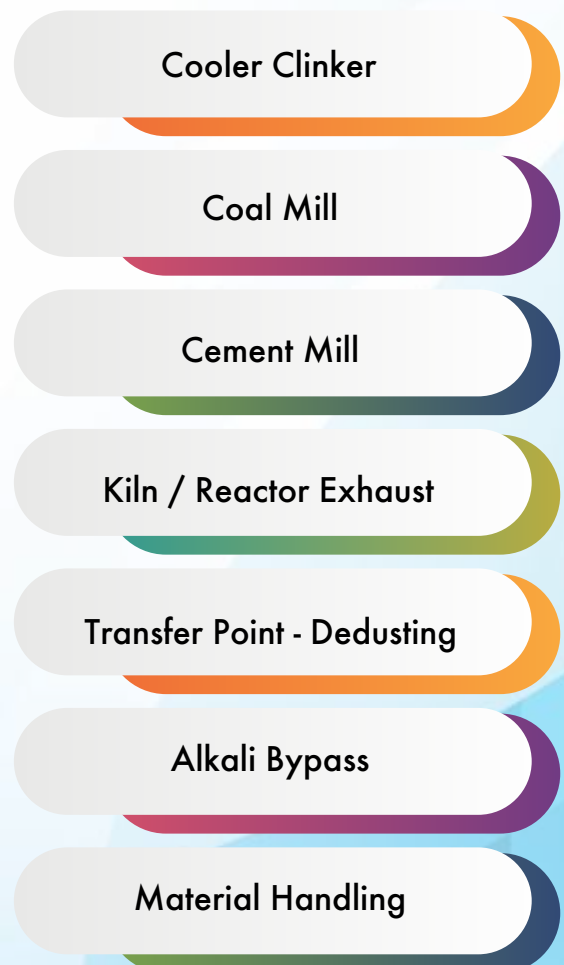 Cooler Clinker
Coal Mill
Cement Mill
Kiln / Reactor Exhaust
Transfer Point - Dedusting
Alkali Bypass
Material Handling